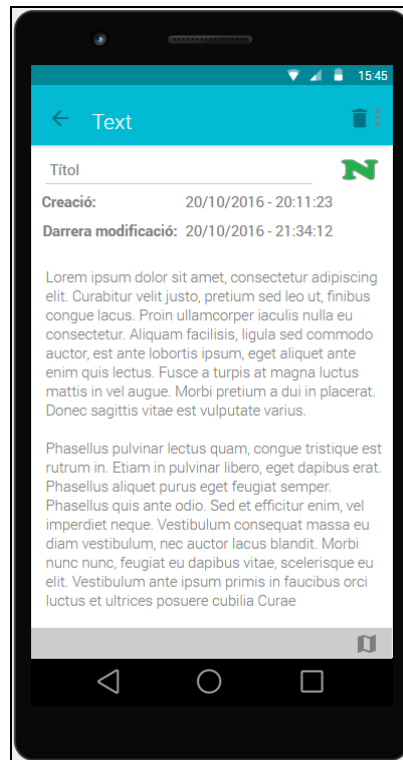 15:45
Text
Títol
N
Creació: 20/10/2016 - 20:11:23
Darrera modificació: 20/10/2016 - 21:34:12
Lorem ipsum dolor sit amet, consectetur adipiscing
elit. Curabitur velit justo, pretium sed leo ut, finibus
congue lacus. Proin ullamcorper iaculis nulla eu
consectetur. Aliquam facilisis, ligula sed commodo
auctor, est ante lobortis ipsum, eget aliquet ante
enim quis lectus. Fusce a turpis at magna luctus
mattis in vel augue. Morbi pretium a dui in placerat.
Donec sagittis vitae est vulputate varius.
Phasellus pulvinar lectus quam, congue tristique est
rutrum in. Etiam in pulvinar libero, eget dapibus erat.
Phasellus aliquet purus eget feugiat semper.
Phasellus quis ante odio. Sed et efficitur enim, vel
imperdiet neque. Vestibulum consequat massa eu
diam vestibulum, nec auctor lacus blandit. Morbi
nunc nunc, feugiat eu dapibus vitae, scelerisque eu
elit. Vestibulum ante ipsum primis in faucibus orci
luctus et ultrices posuere cubilia Curae